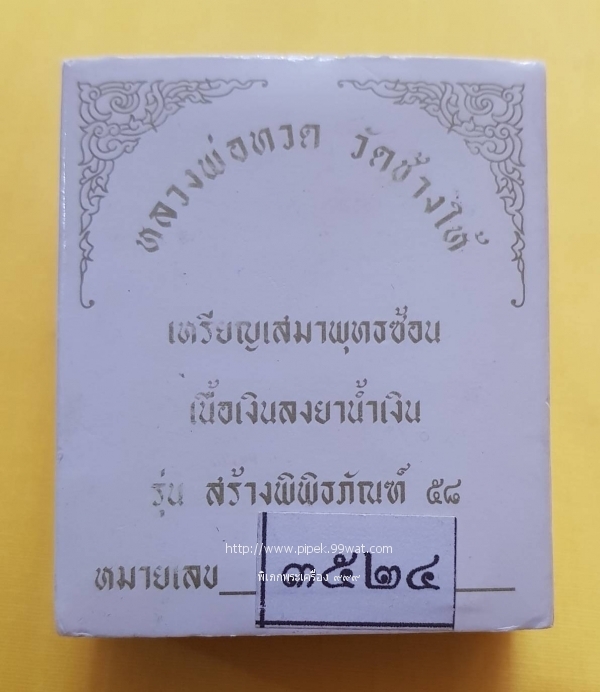 หลวงพ่อทวด วัดช้างให้
เหรียญเสมาพุทธซ้อน
เนื้อเงินลงยาน้ำเงิน
รุ่น สร้างพิพิธภัณฑ์ ๕๘
http://www.pipek.99wat.com
หมายเลข ๓๕๒๔
พิเภกพระเครื่อง ๙๙๙